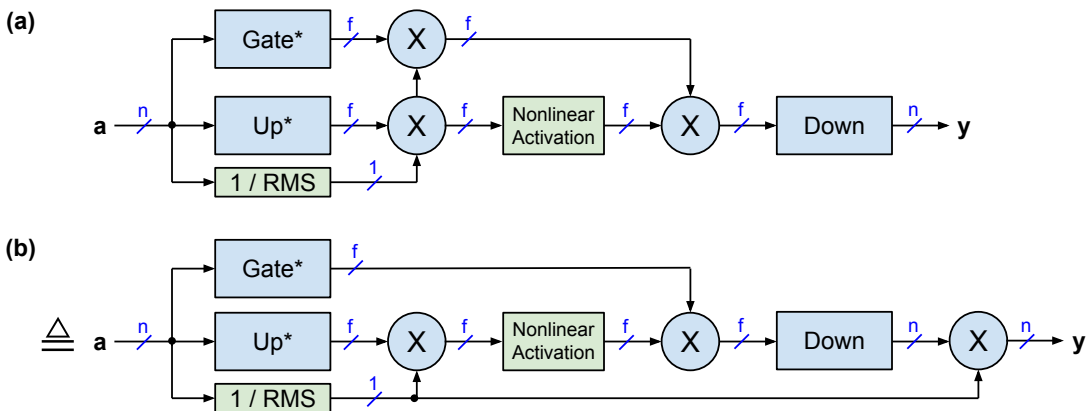 (a)
Gate*
f
X
f
a
n
Up*
f
X
f
Nonlinear
Activation
f
X
f
Down
n
y
1 / RMS
1
(b)
Gate*
f
≜
a
n
Up*
f
X
f
Nonlinear
Activation
f
X
f
Down
n
X
n
y
1 / RMS
1